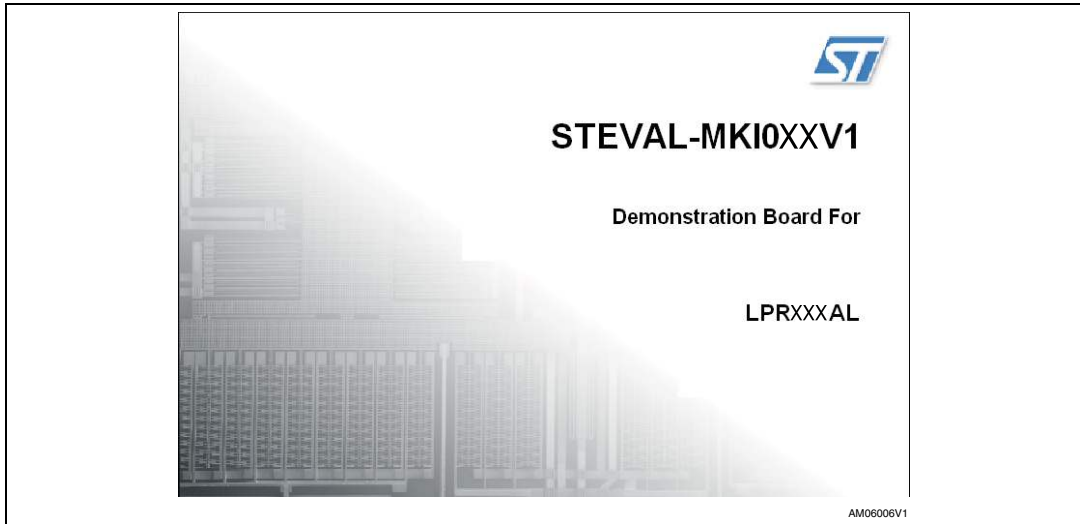 ST
STEVAL-MKI0XXV1
Demonstration Board For
LPRXXXAL
AM06006V1